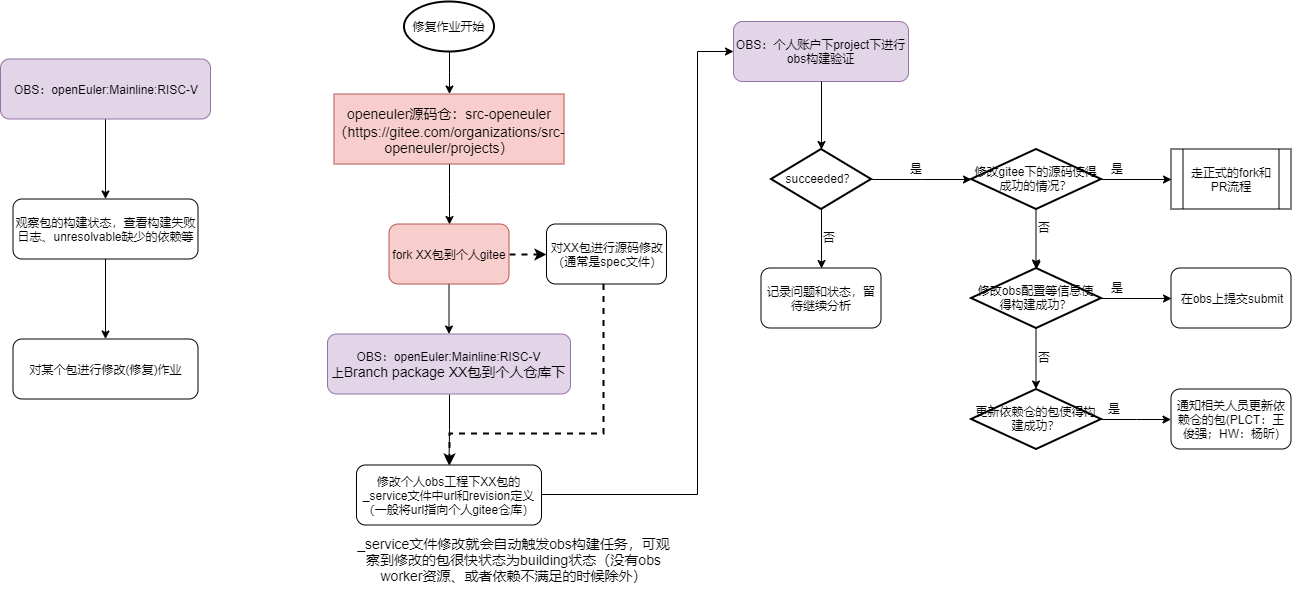 OBS：openEuler:Mainline:RISC-V
观察包的构建状态，查看构建失败
日志、unresolvable缺少的依赖等
对某个包进行修改(修复)作业
修复作业开始
openeuler源码仓：src-openeuler
（https://gitee.com/organizations/src-
openeuler/projects）
fork XX包到个人gitee
对XX包进行源码修改
（通常是spec文件）
OBS：openEuler:Mainline:RISC-V
上Branch package XX包到个人仓库下
修改个人obs工程下XX包的
_service文件中url和revision定义
（一般将url指向个人gitee仓库）
_service文件修改就会自动触发obs构建任务，可观
察到修改的包很快状态为building状态（没有obs
worker资源、或者依赖不满足的时候除外）
OBS：个人账户下project下进行
obs构建验证
succeeded?
是
否
记录问题和状态，留
待继续分析
修改gitee下的源码使得
成功的情况?
是
走正式的fork和
PR流程
否
修改obs配置等信息使
得构建成功?
是
在obs上提交submit
否
更新依赖仓的包使得构
建成功?
是
通知相关人员更新依
赖仓的包(PLCT：王
俊强；HW：杨昕)